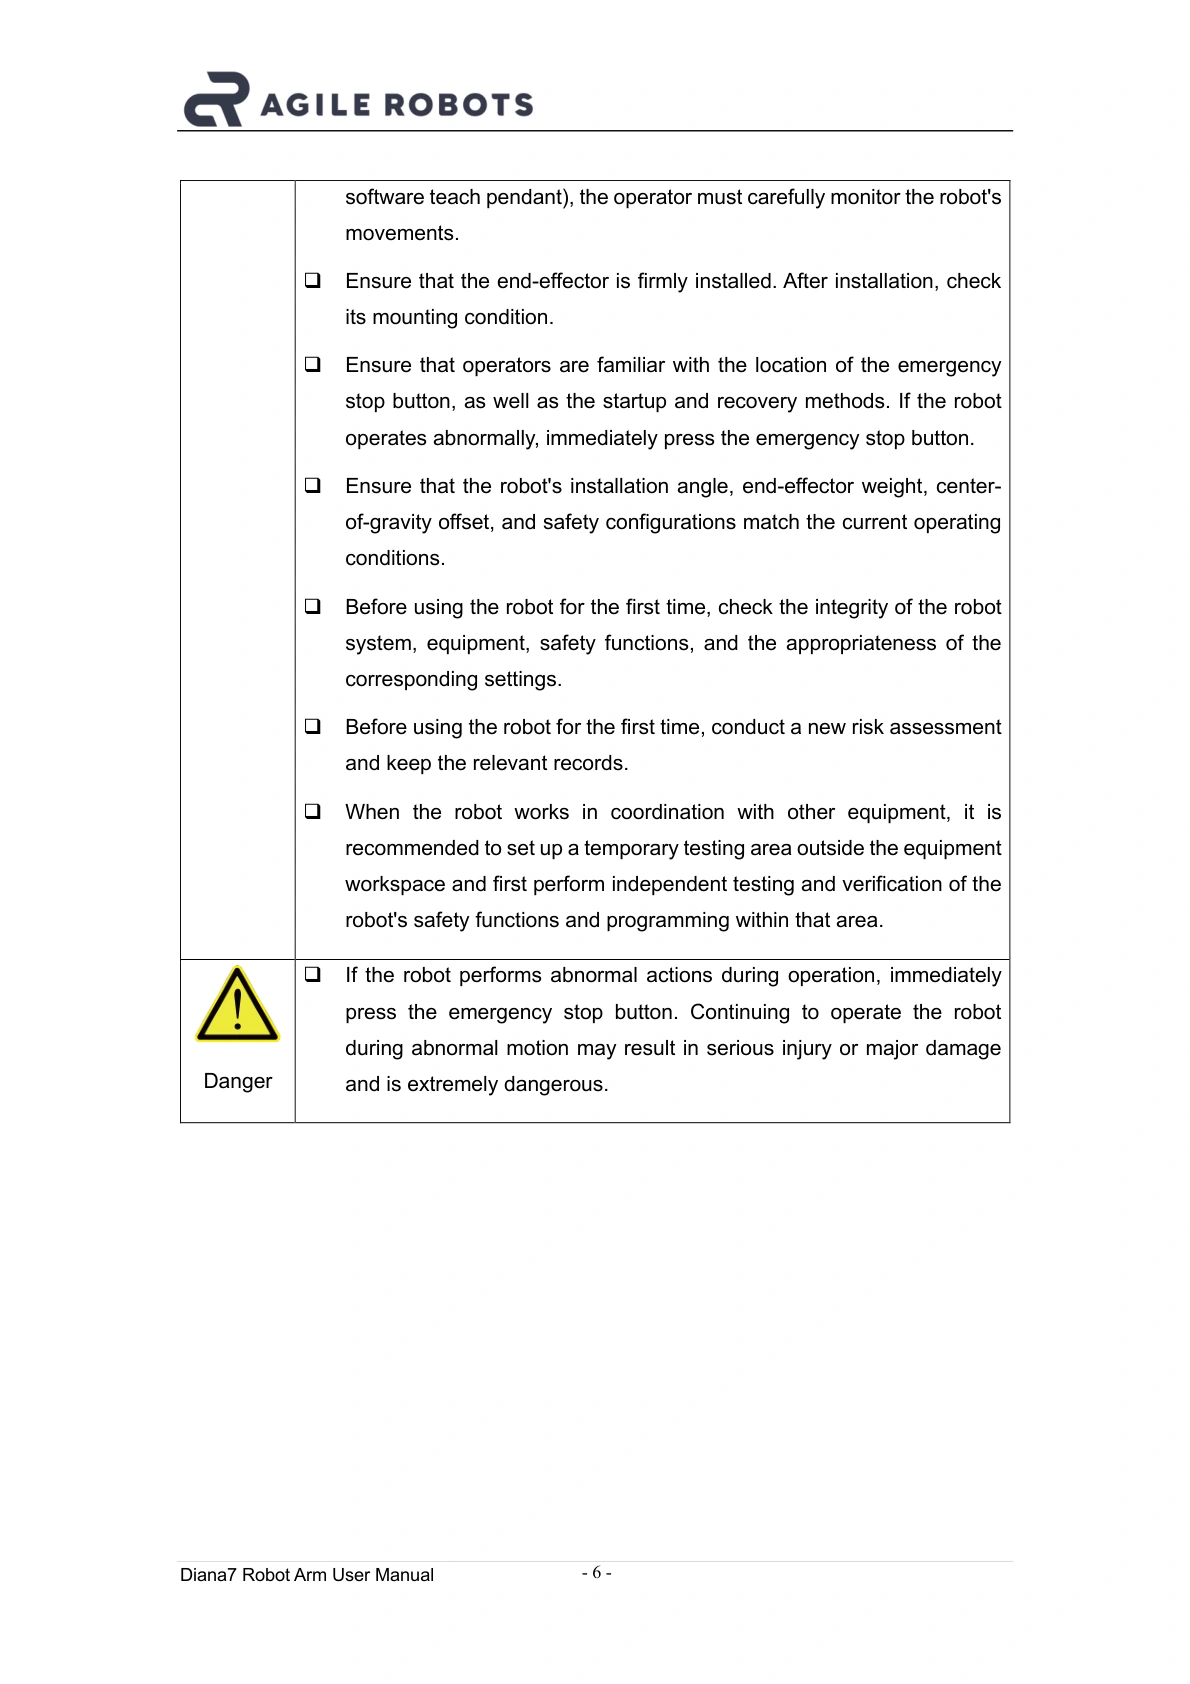 AGILE ROBOTS
software teach pendant), the operator must carefully monitor the robot's
movements.
❑ Ensure that the end-effector is firmly installed. After installation, check
its mounting condition.
❑ Ensure that operators are familiar with the location of the emergency
stop button, as well as the startup and recovery methods. If the robot
operates abnormally, immediately press the emergency stop button.
❑ Ensure that the robot's installation angle, end-effector weight, center-
of-gravity offset, and safety configurations match the current operating
conditions.
❑ Before using the robot for the first time, check the integrity of the robot
system, equipment, safety functions, and the appropriateness of the
corresponding settings.
❑ Before using the robot for the first time, conduct a new risk assessment
and keep the relevant records.
❑ When the robot works in coordination with other equipment, it is
recommended to set up a temporary testing area outside the equipment
workspace and first perform independent testing and verification of the
robot's safety functions and programming within that area.
Danger
❑ If the robot performs abnormal actions during operation, immediately
press the emergency stop button. Continuing to operate the robot
during abnormal motion may result in serious injury or major damage
and is extremely dangerous.
Diana7 Robot Arm User Manual
- 6 -